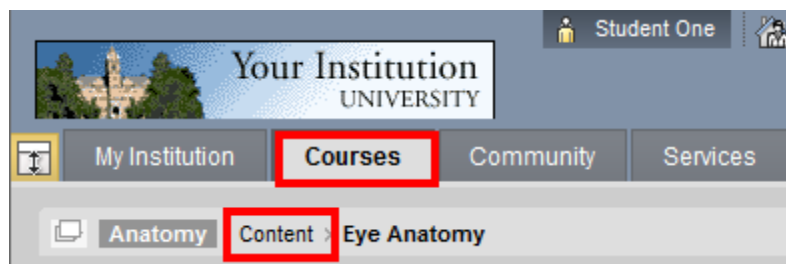 Student One
Your Institution
UNIVERSITY
My Institution Courses Community Services
Anatomy Content > Eye Anatomy